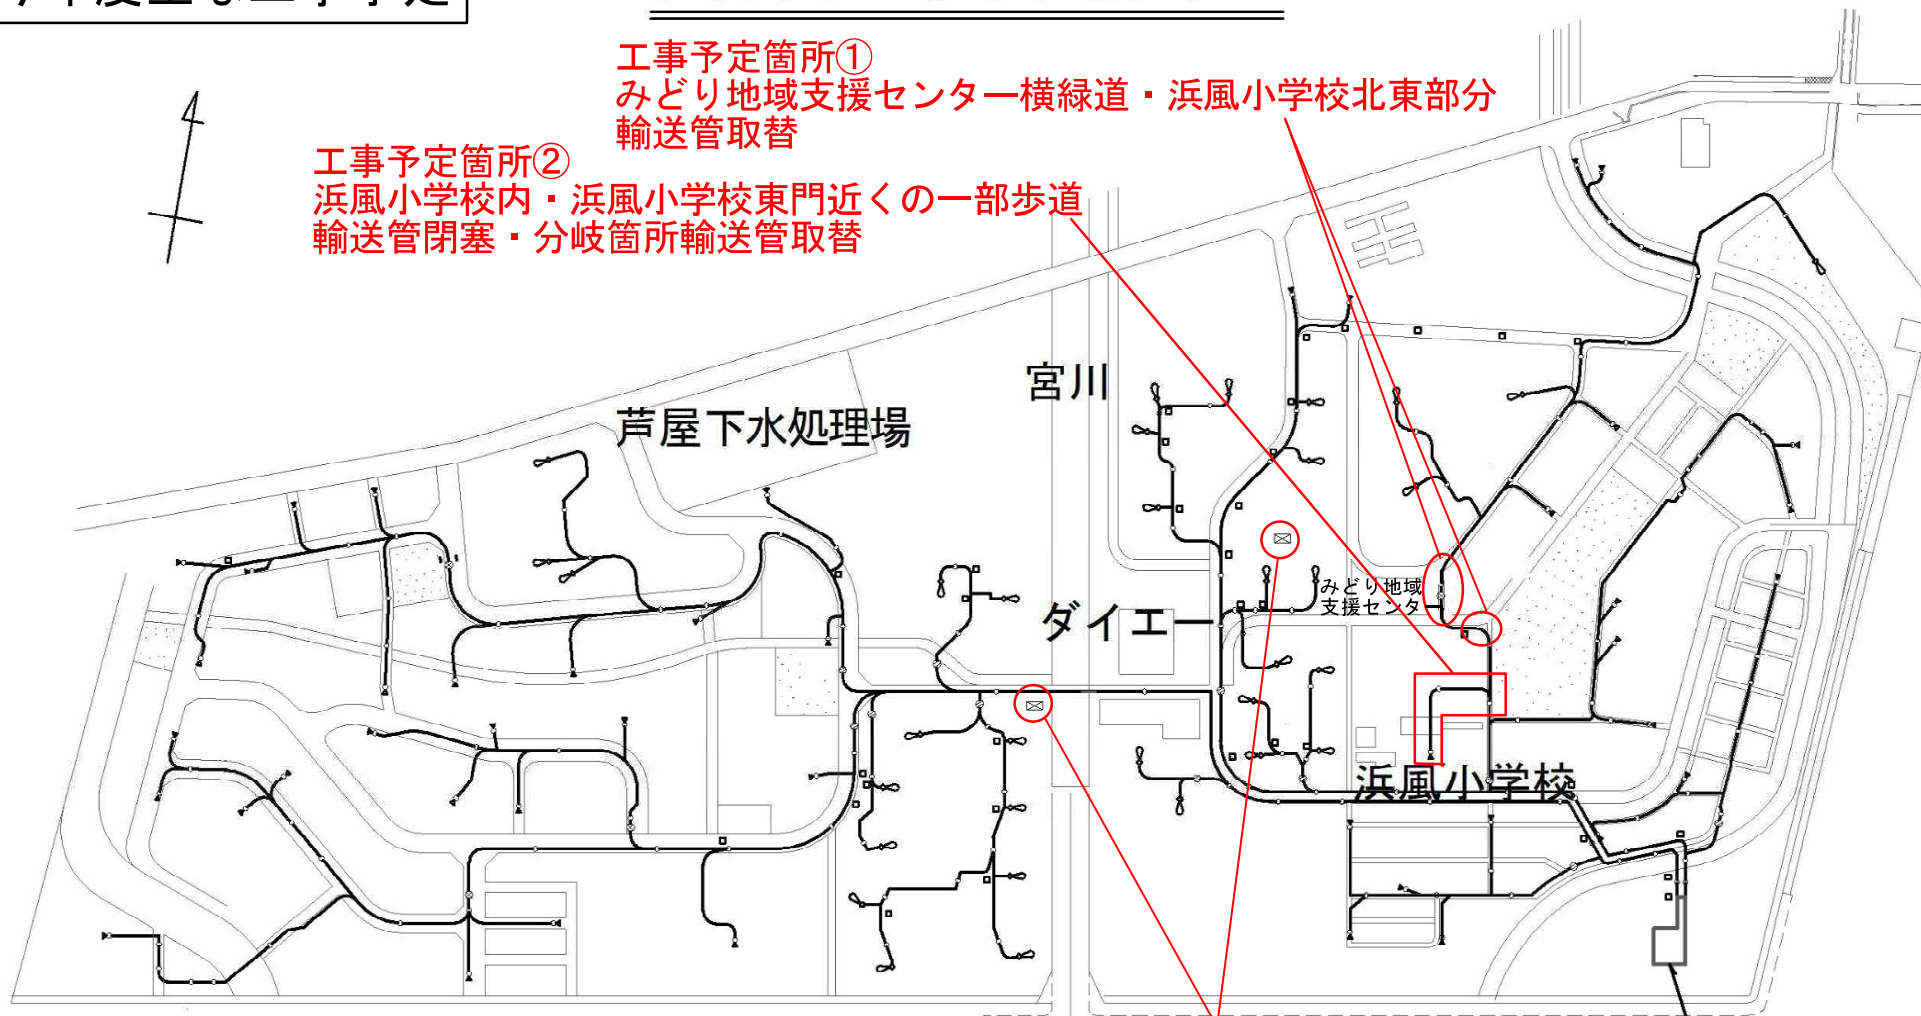 工事予定箇所①
みどり地域支援センター横緑道・浜風小学校北東部分
輸送管取替
工事予定箇所②
浜風小学校内・浜風小学校東門近くの一部歩道
輸送管閉塞・分岐箇所輸送管取替
宮川
芦屋下水処理場
みどり地域
支援センタ
ダイエー
浜風小学校